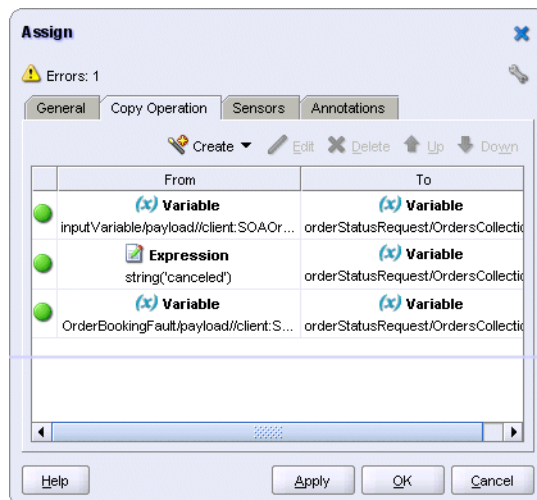 Assign
Errors: 1
General Copy Operation Sensors Annotations
Create Edit Delete Up Down
From To
(x) Variable (x) Variable
inputVariable/payload//client:SOAOr... orderStatusRequest/OrdersCollectio
Expression (x) Variable
string('canceled') orderStatusRequest/OrdersCollectio
(x) Variable (x) Variable
OrderBookingFault/payload//client:S... orderStatusRequest/OrdersCollectio
Help Apply OK Cancel